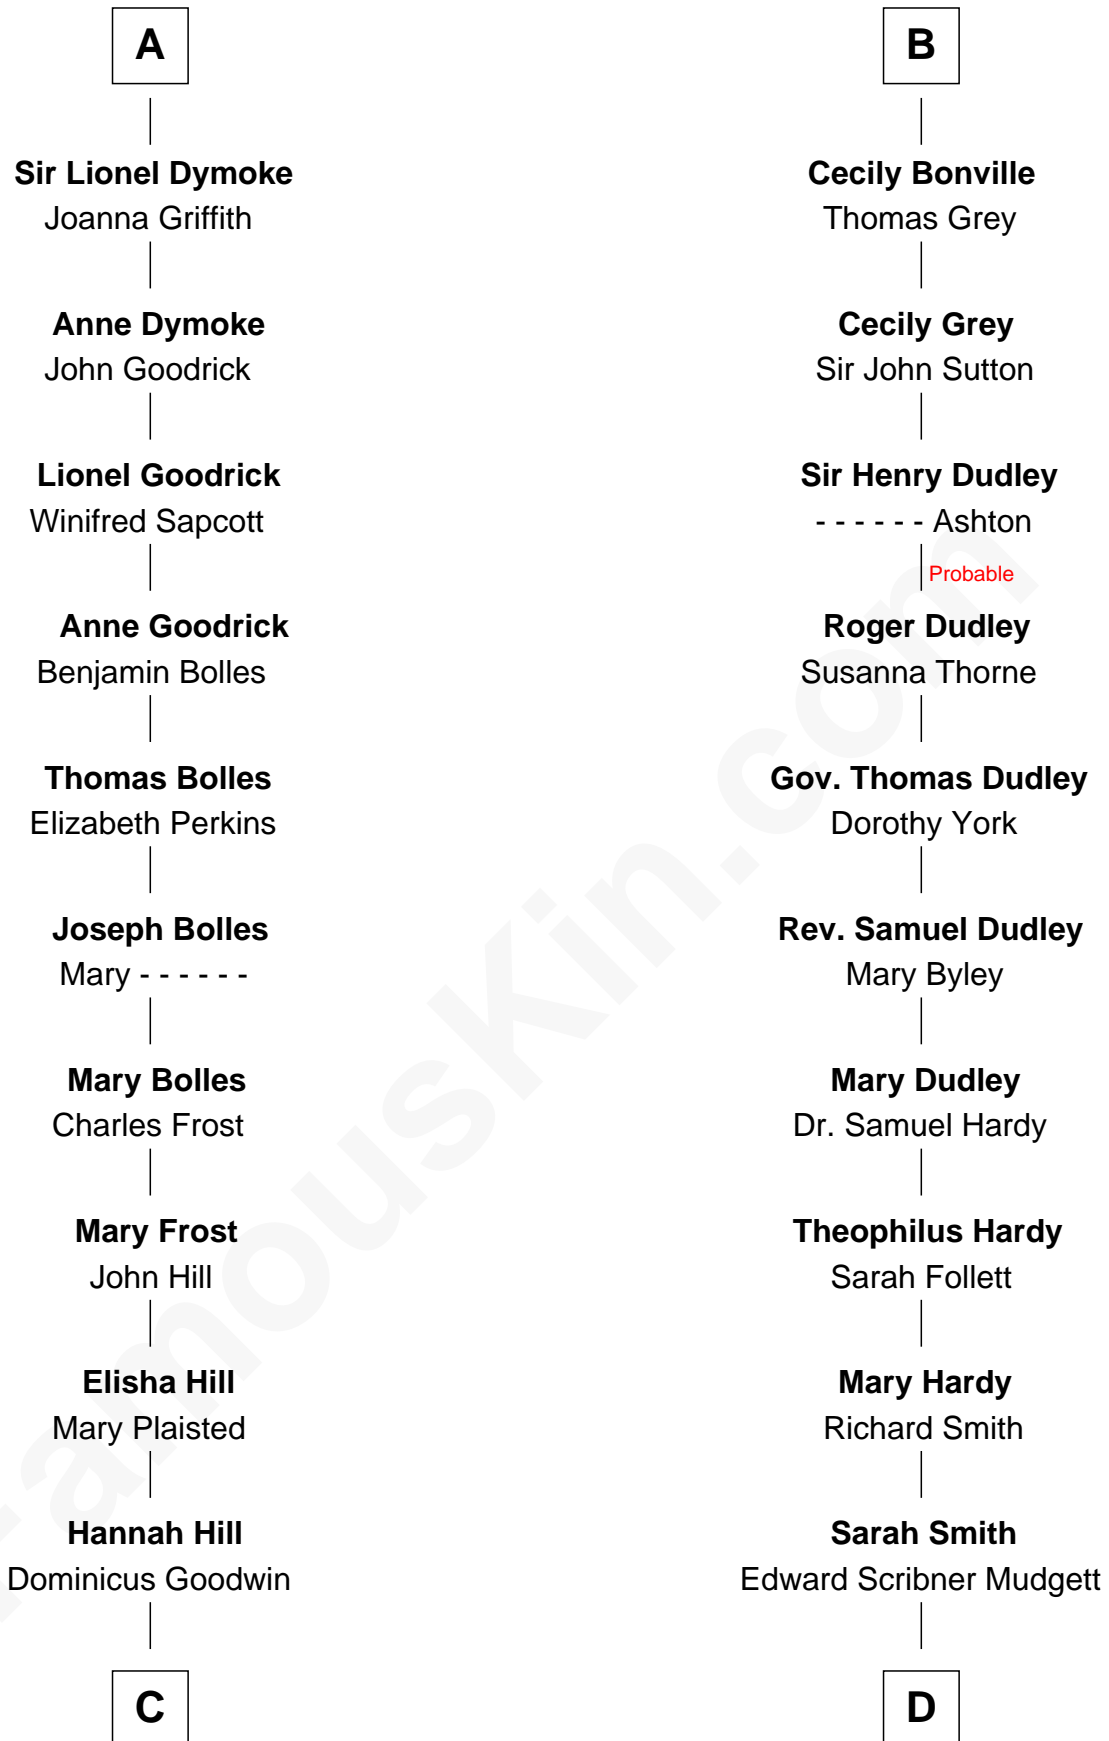 A
Sir Lionel Dymoke
Joanna Griffith
Anne Dymoke
John Goodrick
Lionel Goodrick
Winifred Sapcott
Anne Goodrick
Benjamin Bolles
Thomas Bolles
Elizabeth Perkins
Joseph Bolles
Mary - - - - - -
Mary Bolles
Charles Frost
Mary Frost
John Hill
Elisha Hill
Mary Plaisted
Hannah Hill
Dominicus Goodwin
C
B
Cecily Bonville
Thomas Grey
Cecily Grey
Sir John Sutton
Sir Henry Dudley
- - - - - - Ashton
Probable
Roger Dudley
Susanna Thorne
Gov. Thomas Dudley
Dorothy York
Rev. Samuel Dudley
Mary Byley
Mary Dudley
Dr. Samuel Hardy
Theophilus Hardy
Sarah Follett
Mary Hardy
Richard Smith
Sarah Smith
Edward Scribner Mudgett
D
FamousKin.com